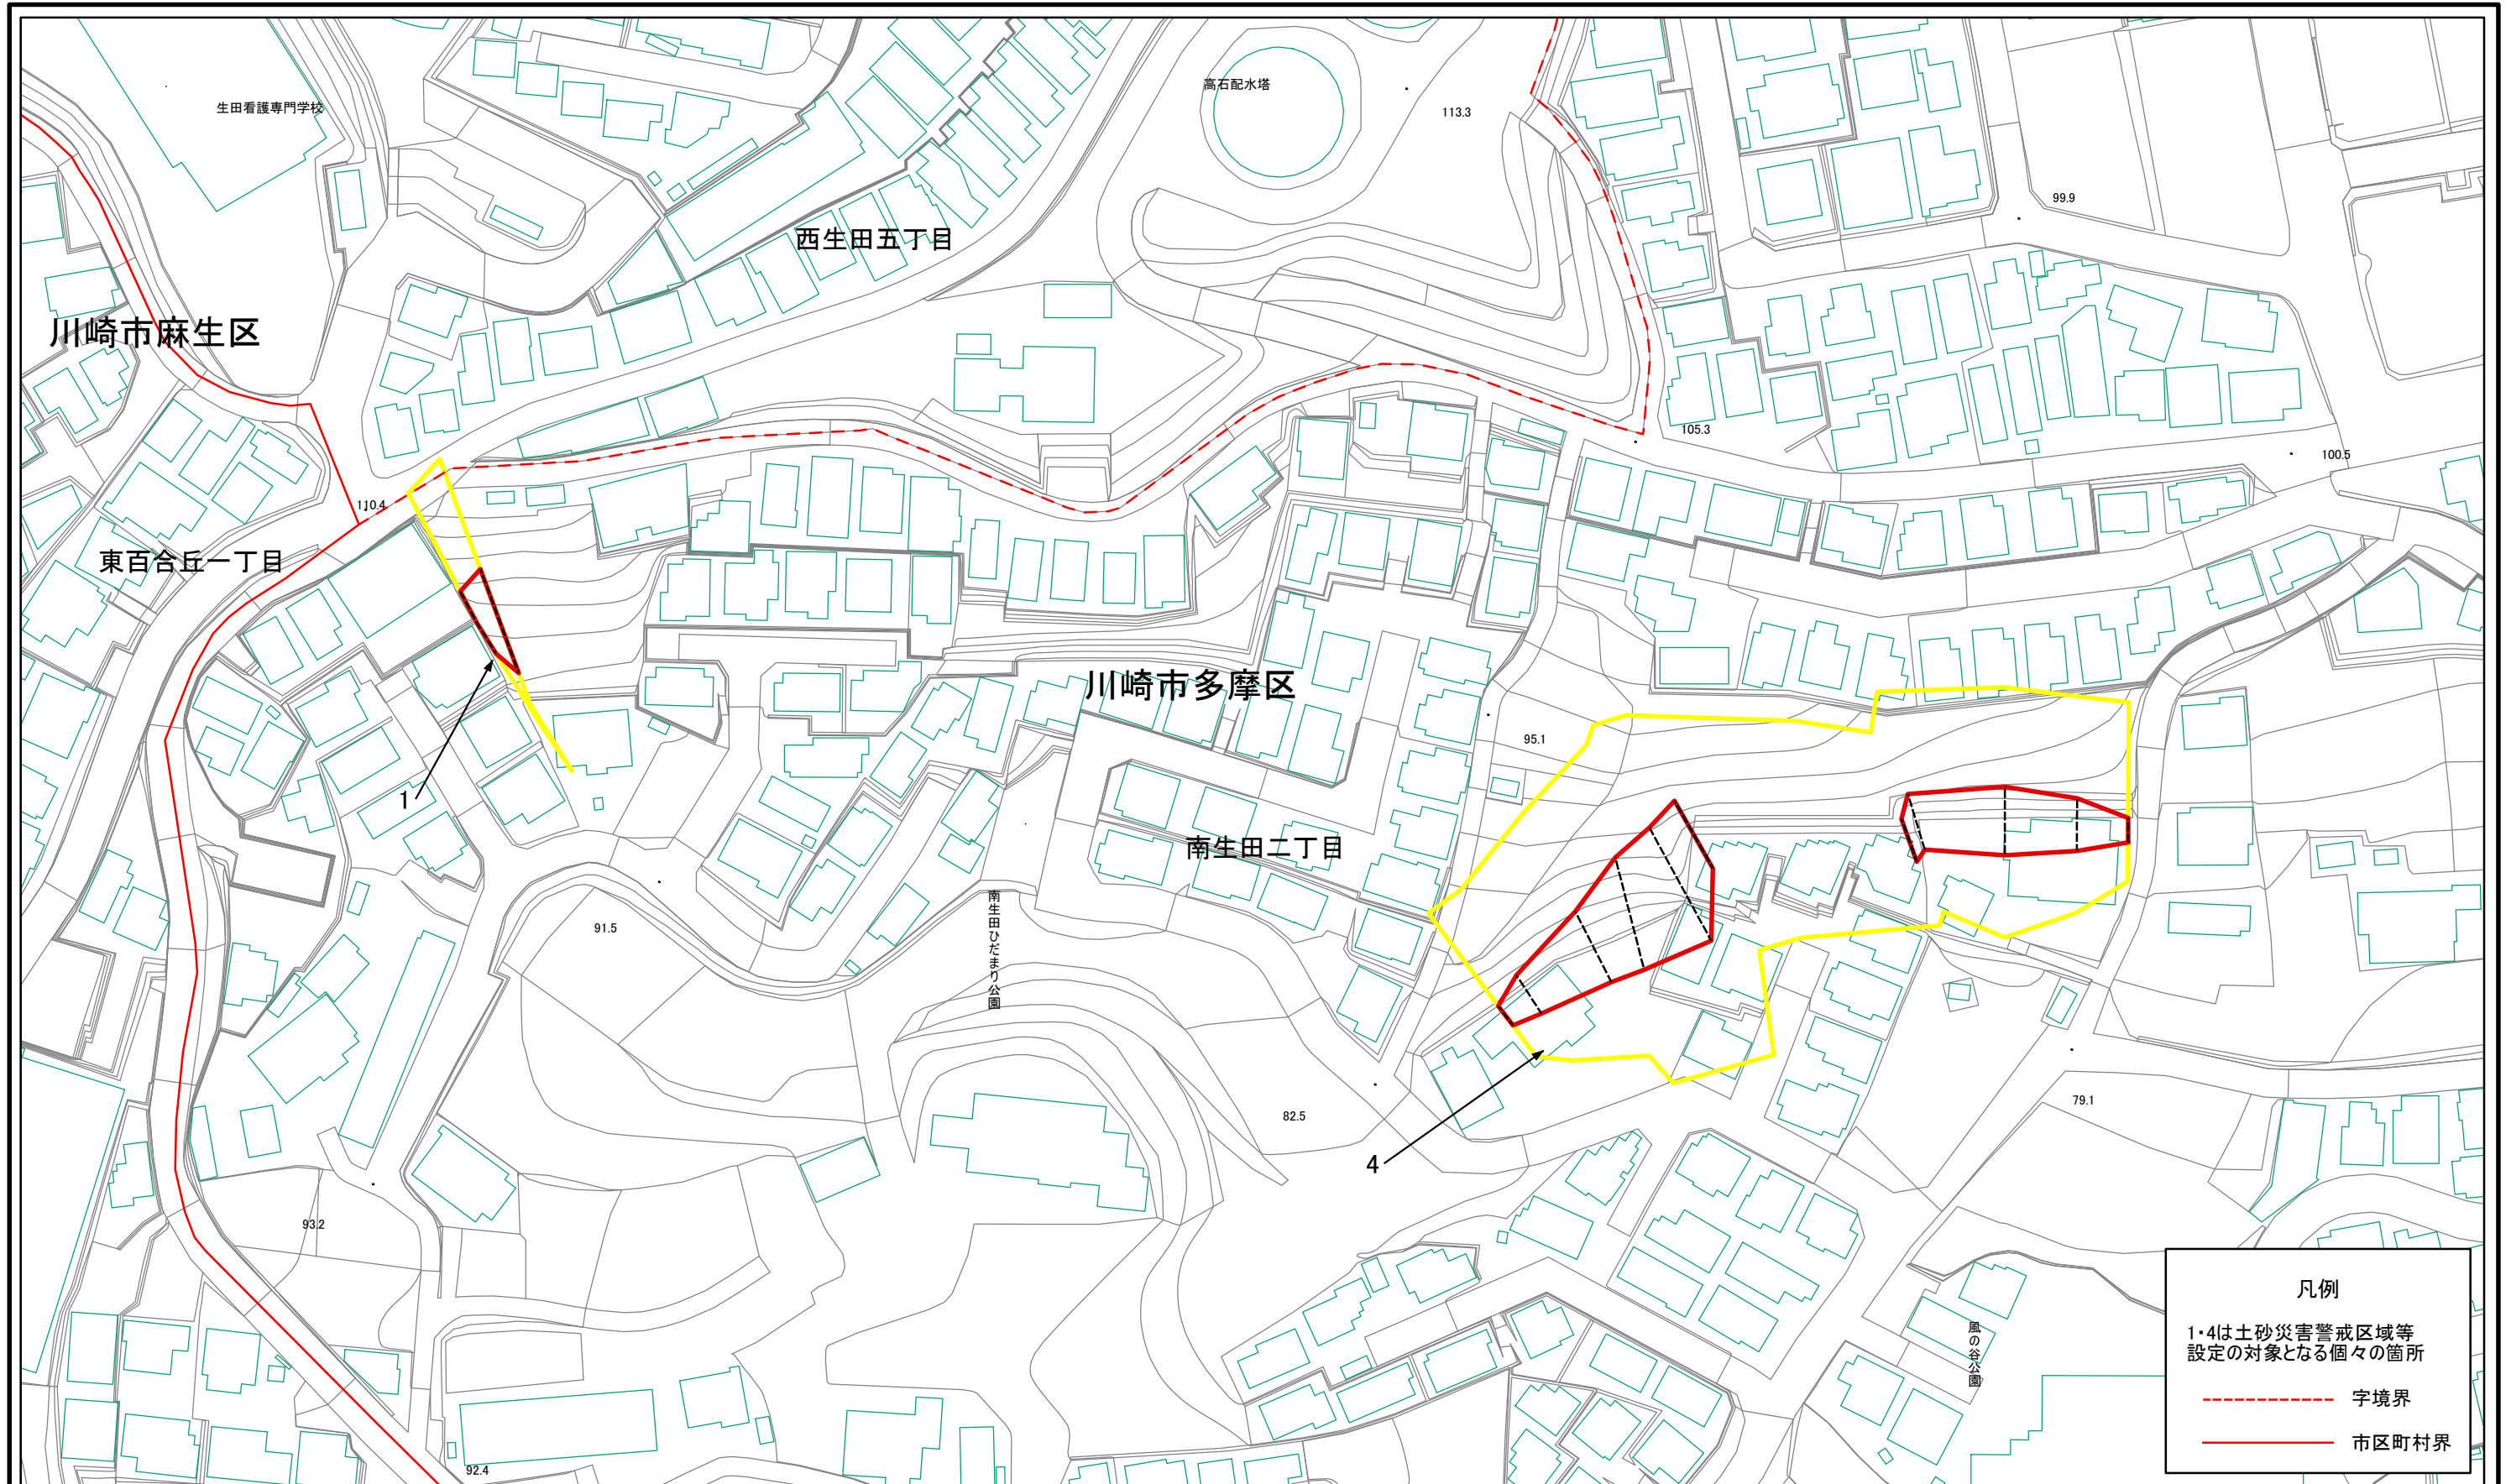 生田看護専門学校
高石配水塔
113.3
99.9
西生田五丁目
川崎市麻生区
105.3
100.5
110.4
東百合丘一丁目
川崎市多摩区
95.1
1
南生田二丁目
南生田ひだまり公園
91.5
82.5
79.1
4
93.2
風の谷公園
92.4
凡例
1・4は土砂災害警戒区域等
設定の対象となる個々の箇所
字境界
市区町村界